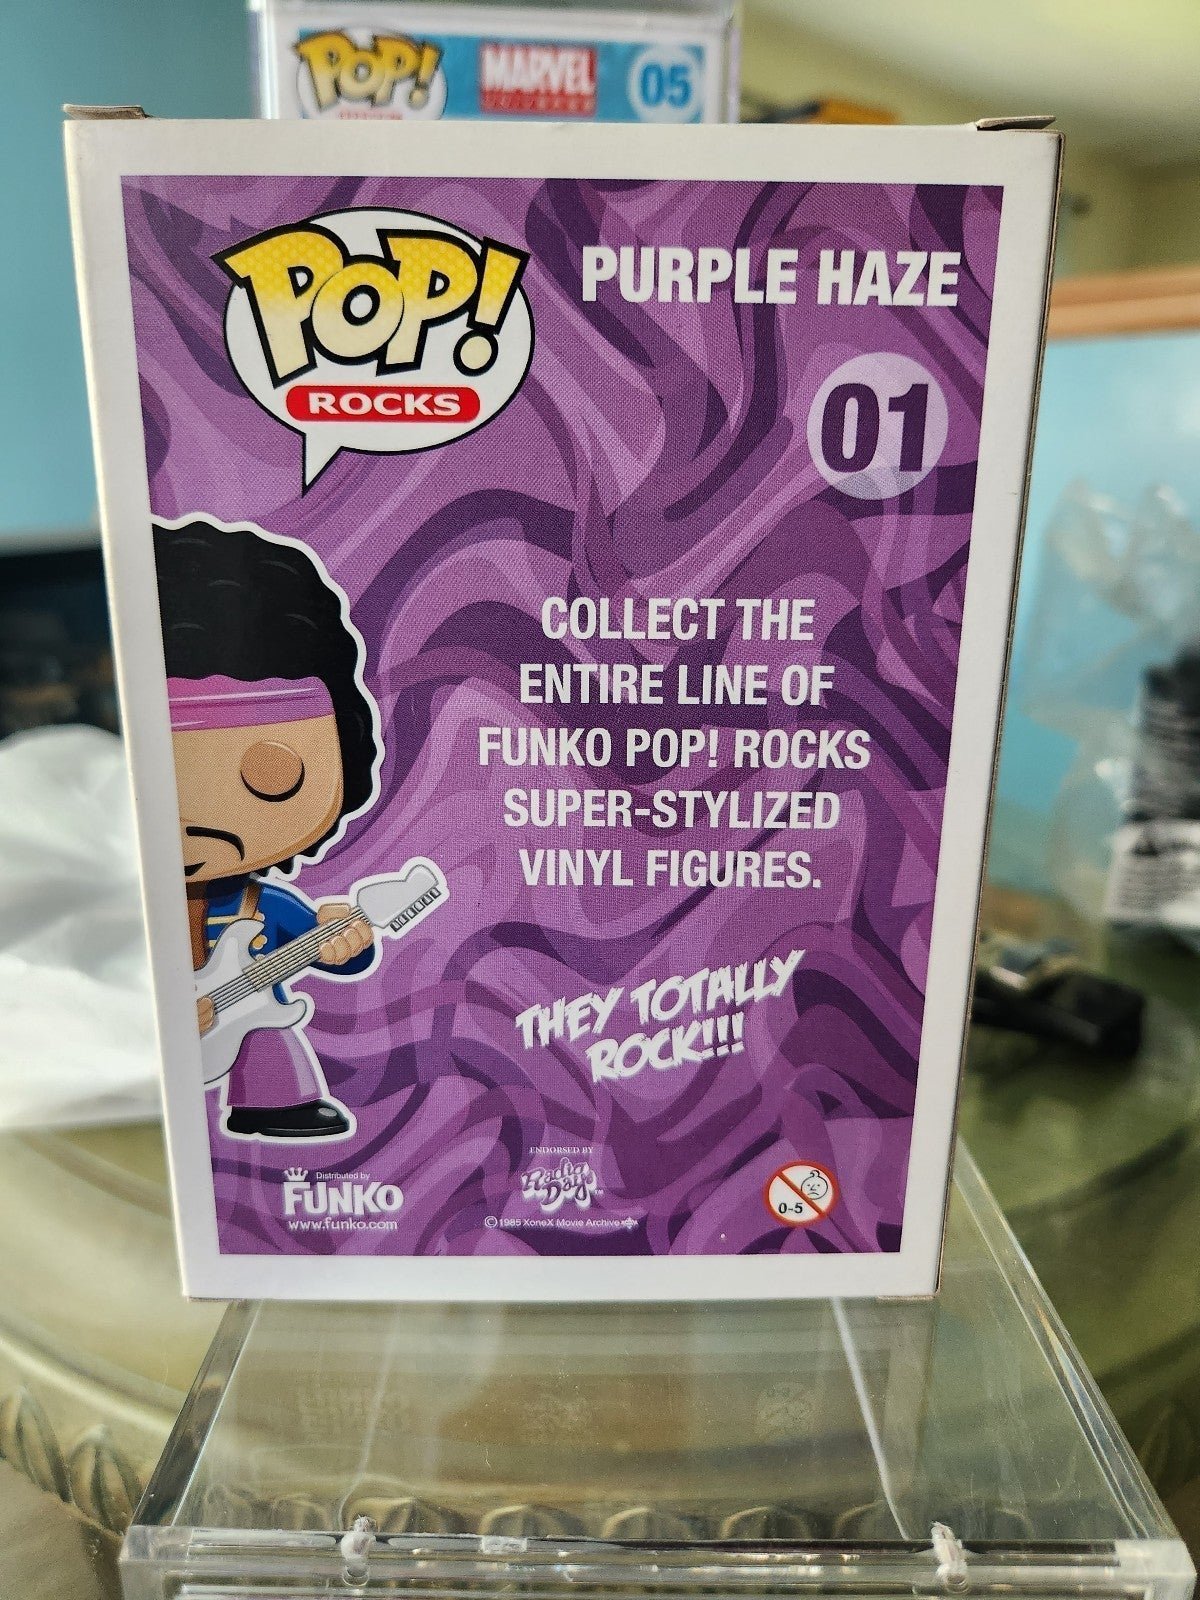 POP!
MARVEL
05
POP!
ROCKS
PURPLE HAZE
01
COLLECT THE
ENTIRE LINE OF
FUNKO POP! ROCKS
SUPER-STYLIZED
VINYL FIGURES.
THEY TOTALLY
ROCK!!!
Distributed by
FUNKO
www.funko.com
ENDORSED BY
Radio
Days
TM
©1985 XoneX Movie Archive
0-5